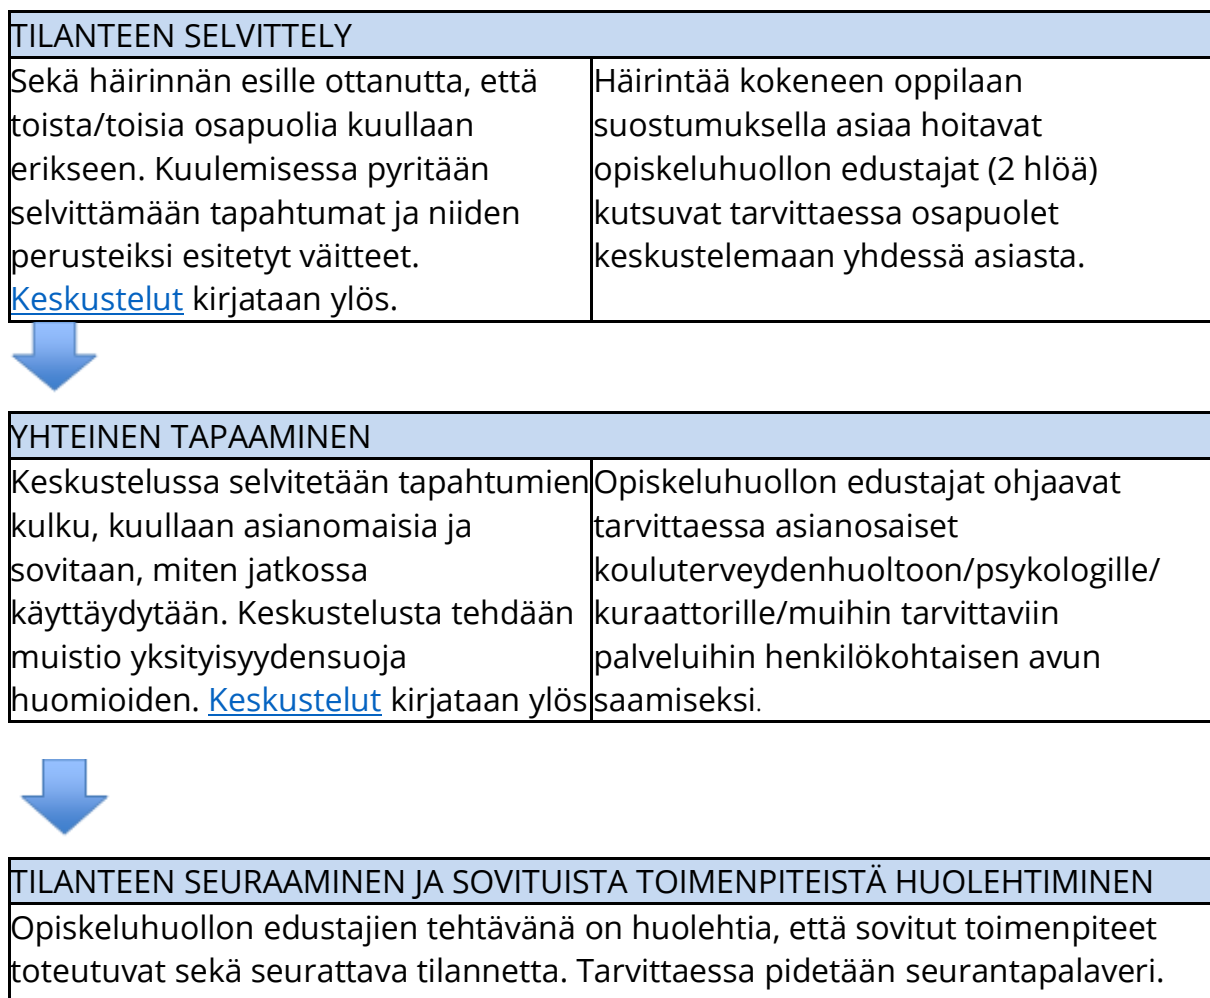 TILANTEEN SELVITTELY
Sekä häirinnän esille ottanutta, että
toista/toisia osapuolia kuullaan
erikseen. Kuulemisessa pyritään
selvittämään tapahtumat ja niiden
perusteiksi esitetyt väitteet.
Keskustelut kirjataan ylös.
Häirintää kokeneen oppilaan
suostumuksella asiaa hoitavat
opiskeluhuollon edustajat (2 hlöä)
kutsuvat tarvittaessa osapuolet
keskustelemaan yhdessä asiasta.
YHTEINEN TAPAAMINEN
Keskustelussa selvitetään tapahtumien
kulku, kuullaan asianomaisia ja
sovitaan, miten jatkossa
käyttäydytään. Keskustelusta tehdään
muistio yksityisyydensuoja
huomioiden. Keskustelut kirjataan ylös
Opiskeluhuollon edustajat ohjaavat
tarvittaessa asianosaiset
kouluterveydenhuoltoon/psykologille/
kuraattorille/muihin tarvittaviin
palveluihin henkilökohtaisen avun
saamiseksi.
TILANTEEN SEURAAMINEN JA SOVITUISTA TOIMENPITEISTÄ HUOLEHTIMINEN
Opiskeluhuollon edustajien tehtävänä on huolehtia, että sovitut toimenpiteet
toteutuvat sekä seurattava tilannetta. Tarvittaessa pidetään seurantapalaveri.